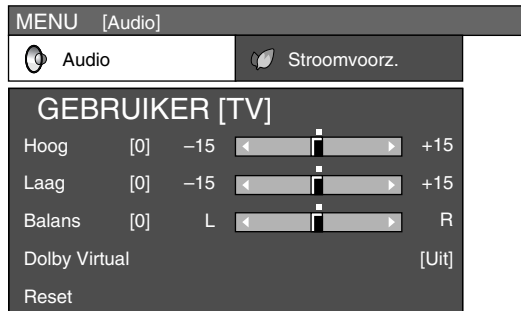 MENU [Audio]
Audio Stroomvoorz.
GEBRUIKER [TV]
Hoog [0] –15 +15
Laag [0] –15 +15
Balans [0] L R
Dolby Virtual [Uit]
Reset